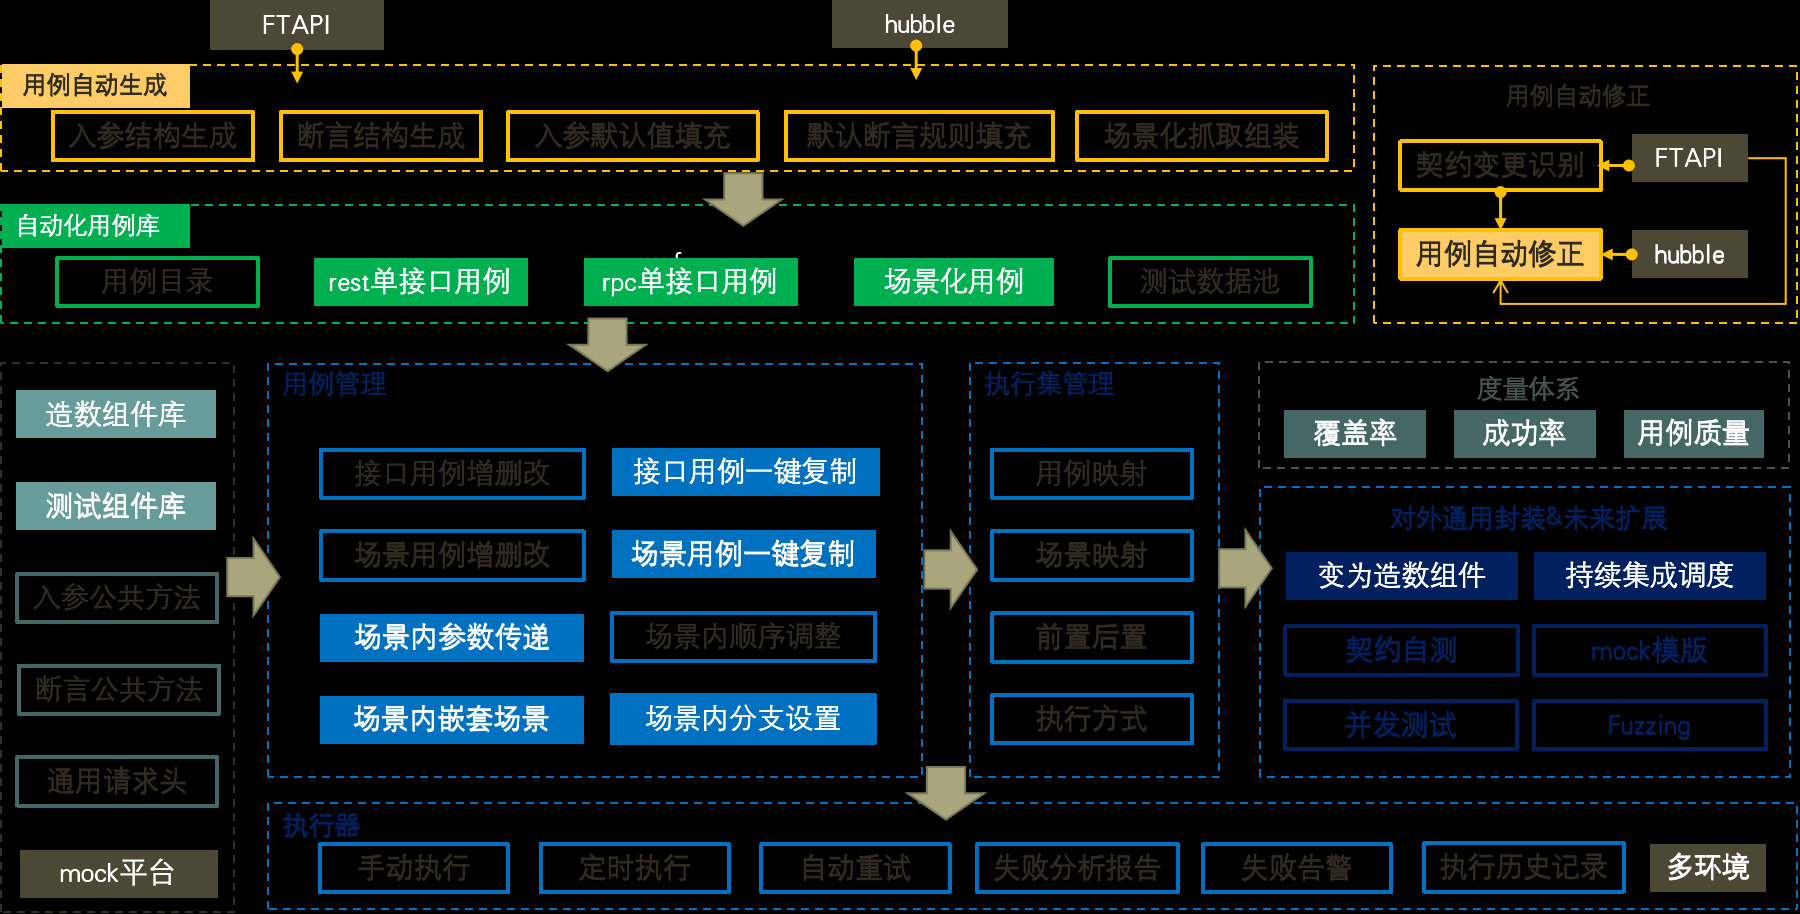 FTAPI
hubble
用例自动生成
入参结构生成
断言结构生成
入参默认值填充
默认断言规则填充
场景化抓取组装
用例自动修正
契约变更识别
FTAPI
用例自动修正
hubble
自动化用例库
用例目录
rest单接口用例
rpc单接口用例
场景化用例
测试数据池
造数组件库
测试组件库
入参公共方法
断言公共方法
通用请求头
mock平台
用例管理
接口用例增删改
接口用例一键复制
场景用例增删改
场景用例一键复制
场景内参数传递
场景内顺序调整
场景内嵌套场景
场景内分支设置
执行集管理
用例映射
场景映射
前置后置
执行方式
度量体系
覆盖率
成功率
用例质量
对外通用封装&未来扩展
变为造数组件
持续集成调度
契约自测
mock模版
并发测试
Fuzzing
执行器
手动执行
定时执行
自动重试
失败分析报告
失败告警
执行历史记录
多环境